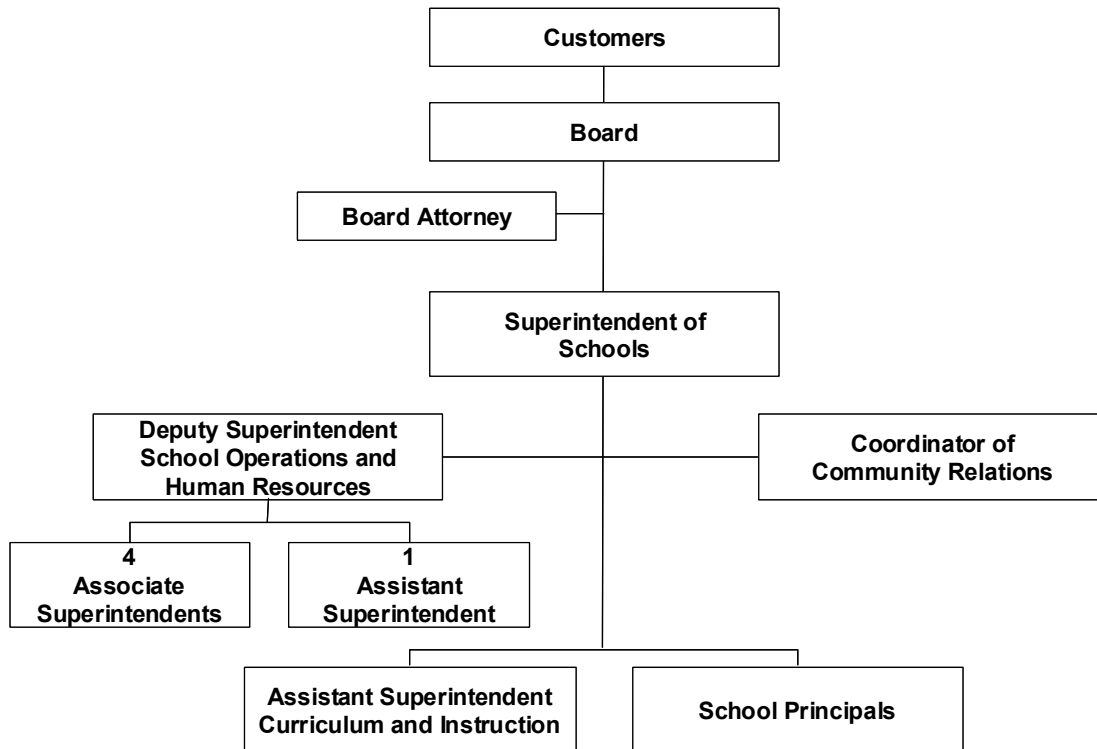 Customers
Board
Board Attorney
Superintendent of
Schools
Deputy Superintendent
School Operations and
Human Resources
Coordinator of
Community Relations
4
Associate
Superintendents
1
Assistant
Superintendent
Assistant Superintendent
Curriculum and Instruction
School Principals